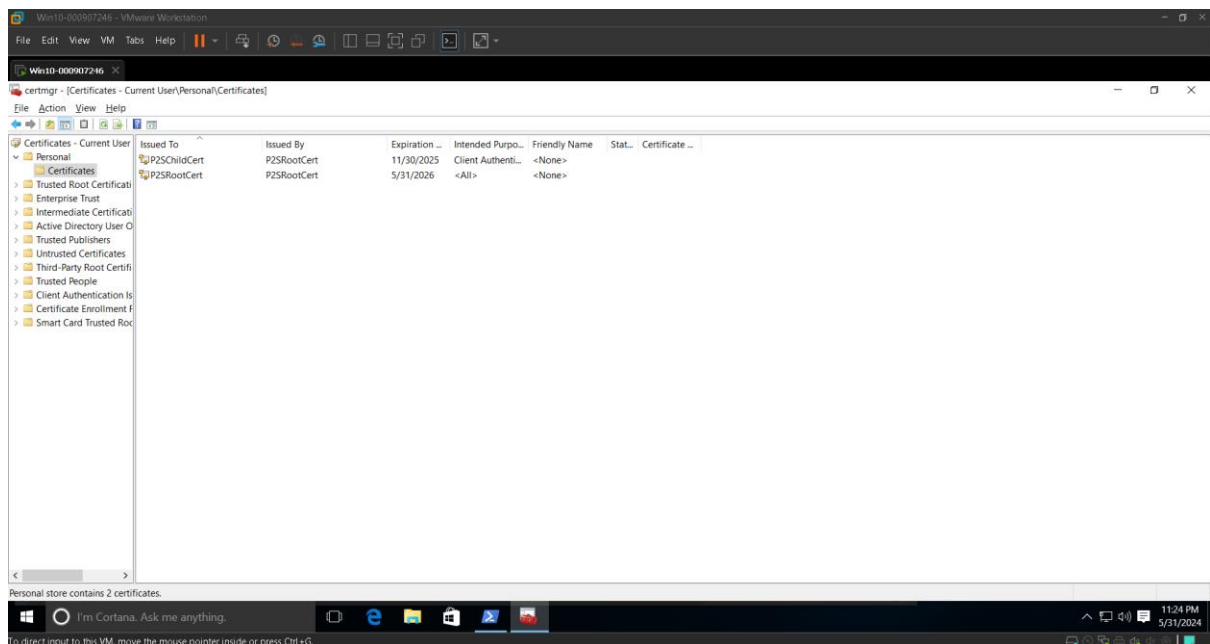 Win10-000907246 - VMware Workstation
File Edit View VM Tabs Help
Win10-000907246
certmgr - [Certificates - Current User\Personal\Certificates]
File Action View Help
Certificates - Current User
Personal
Certificates
Trusted Root Certificati
Enterprise Trust
Intermediate Certificati
Active Directory User O
Trusted Publishers
Untrusted Certificates
Third-Party Root Certifi
Trusted People
Client Authentication Is
Certificate Enrollment R
Smart Card Trusted Roo
Issued To Issued By Expiration ... Intended Purpo... Friendly Name Stat... Certificate ...
P2SChildCert P2SRootCert 11/30/2025 Client Authenti... <None>
P2SRootCert P2SRootCert 5/31/2026 <All> <None>
Personal store contains 2 certificates.
I'm Cortana. Ask me anything.
11:24 PM
5/31/2024
To direct input to this VM, move the mouse pointer inside or press Ctrl+G.